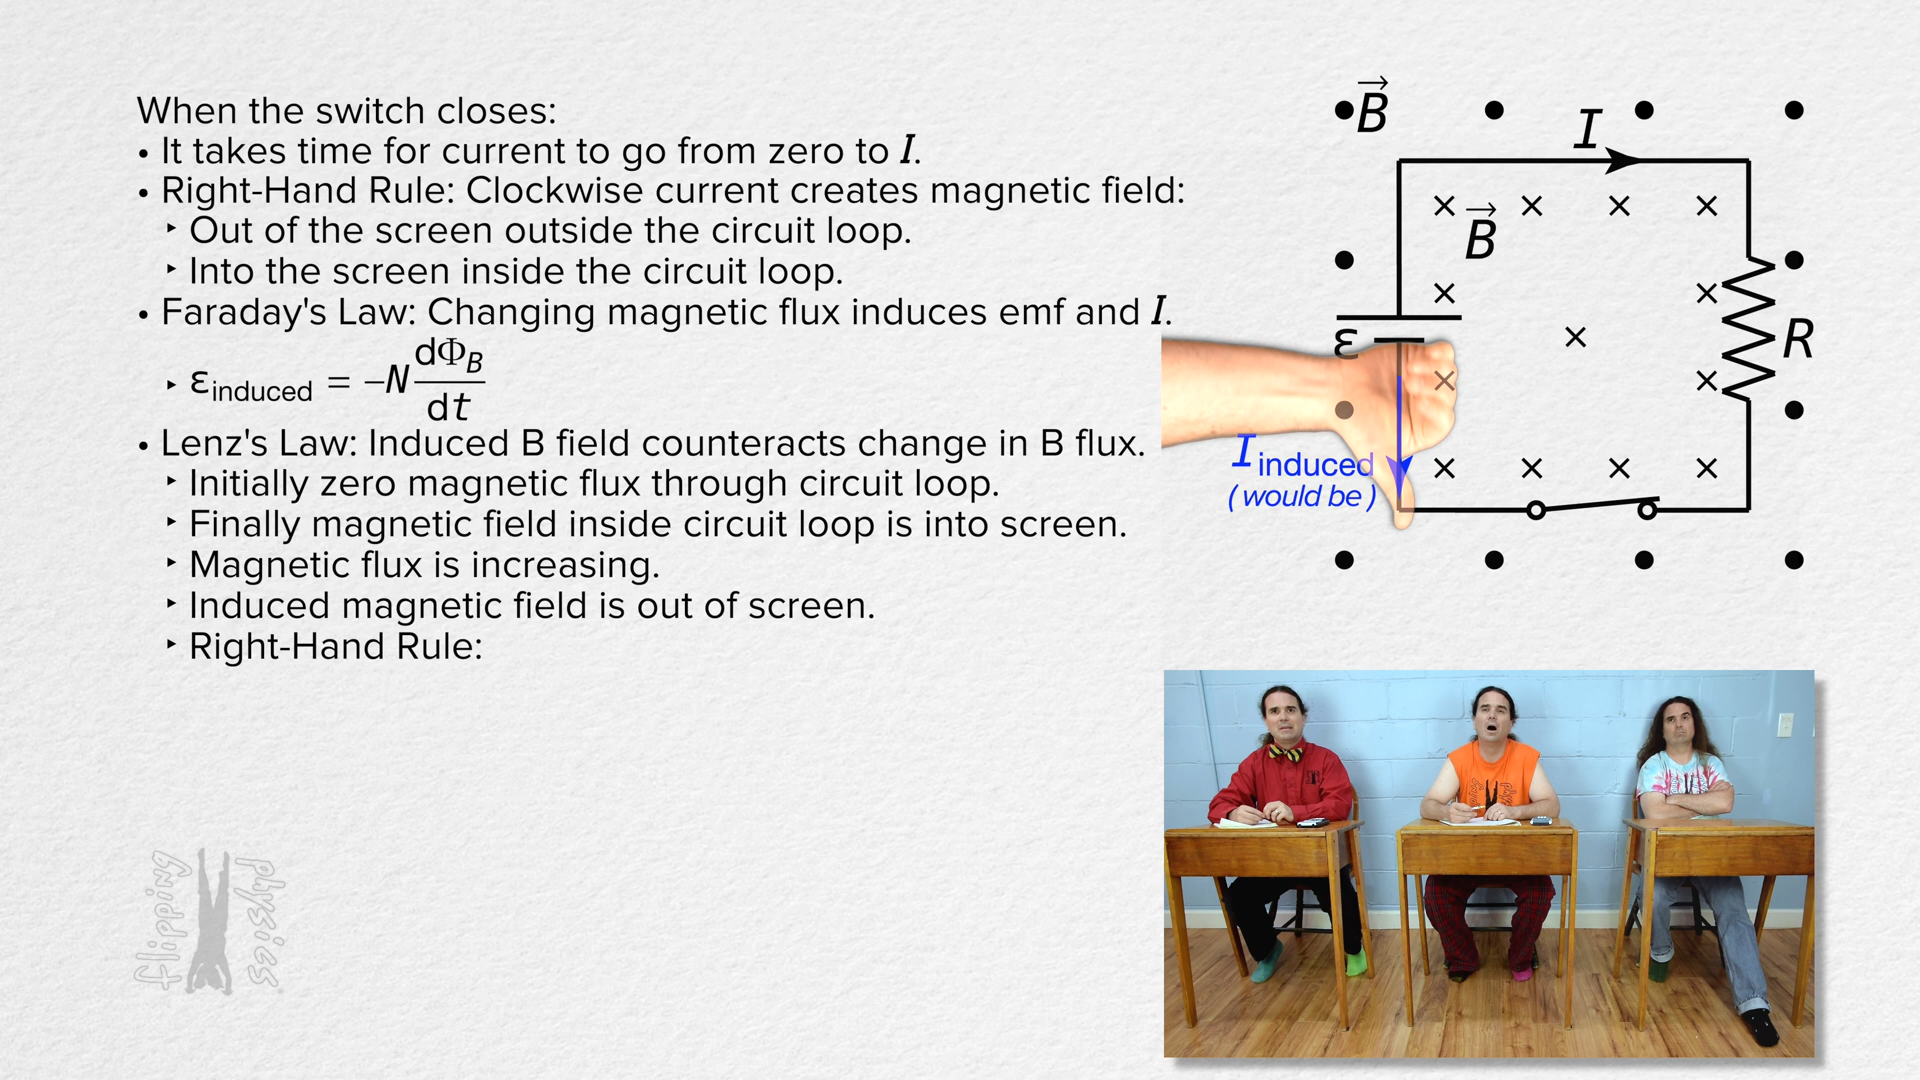 When the switch closes:
• It takes time for current to go from zero to I.
• Right-Hand Rule: Clockwise current creates magnetic field:
‣ Out of the screen outside the circuit loop.
‣ Into the screen inside the circuit loop.
• Faraday's Law: Changing magnetic flux induces emf and I.
‣ εinduced = –N dΦB/dt
• Lenz's Law: Induced B field counteracts change in B flux.
‣ Initially zero magnetic flux through circuit loop.
‣ Finally magnetic field inside circuit loop is into screen.
‣ Magnetic flux is increasing.
‣ Induced magnetic field is out of screen.
‣ Right-Hand Rule:
B
I
B
ε
R
I induced
(would be)
flipping physics